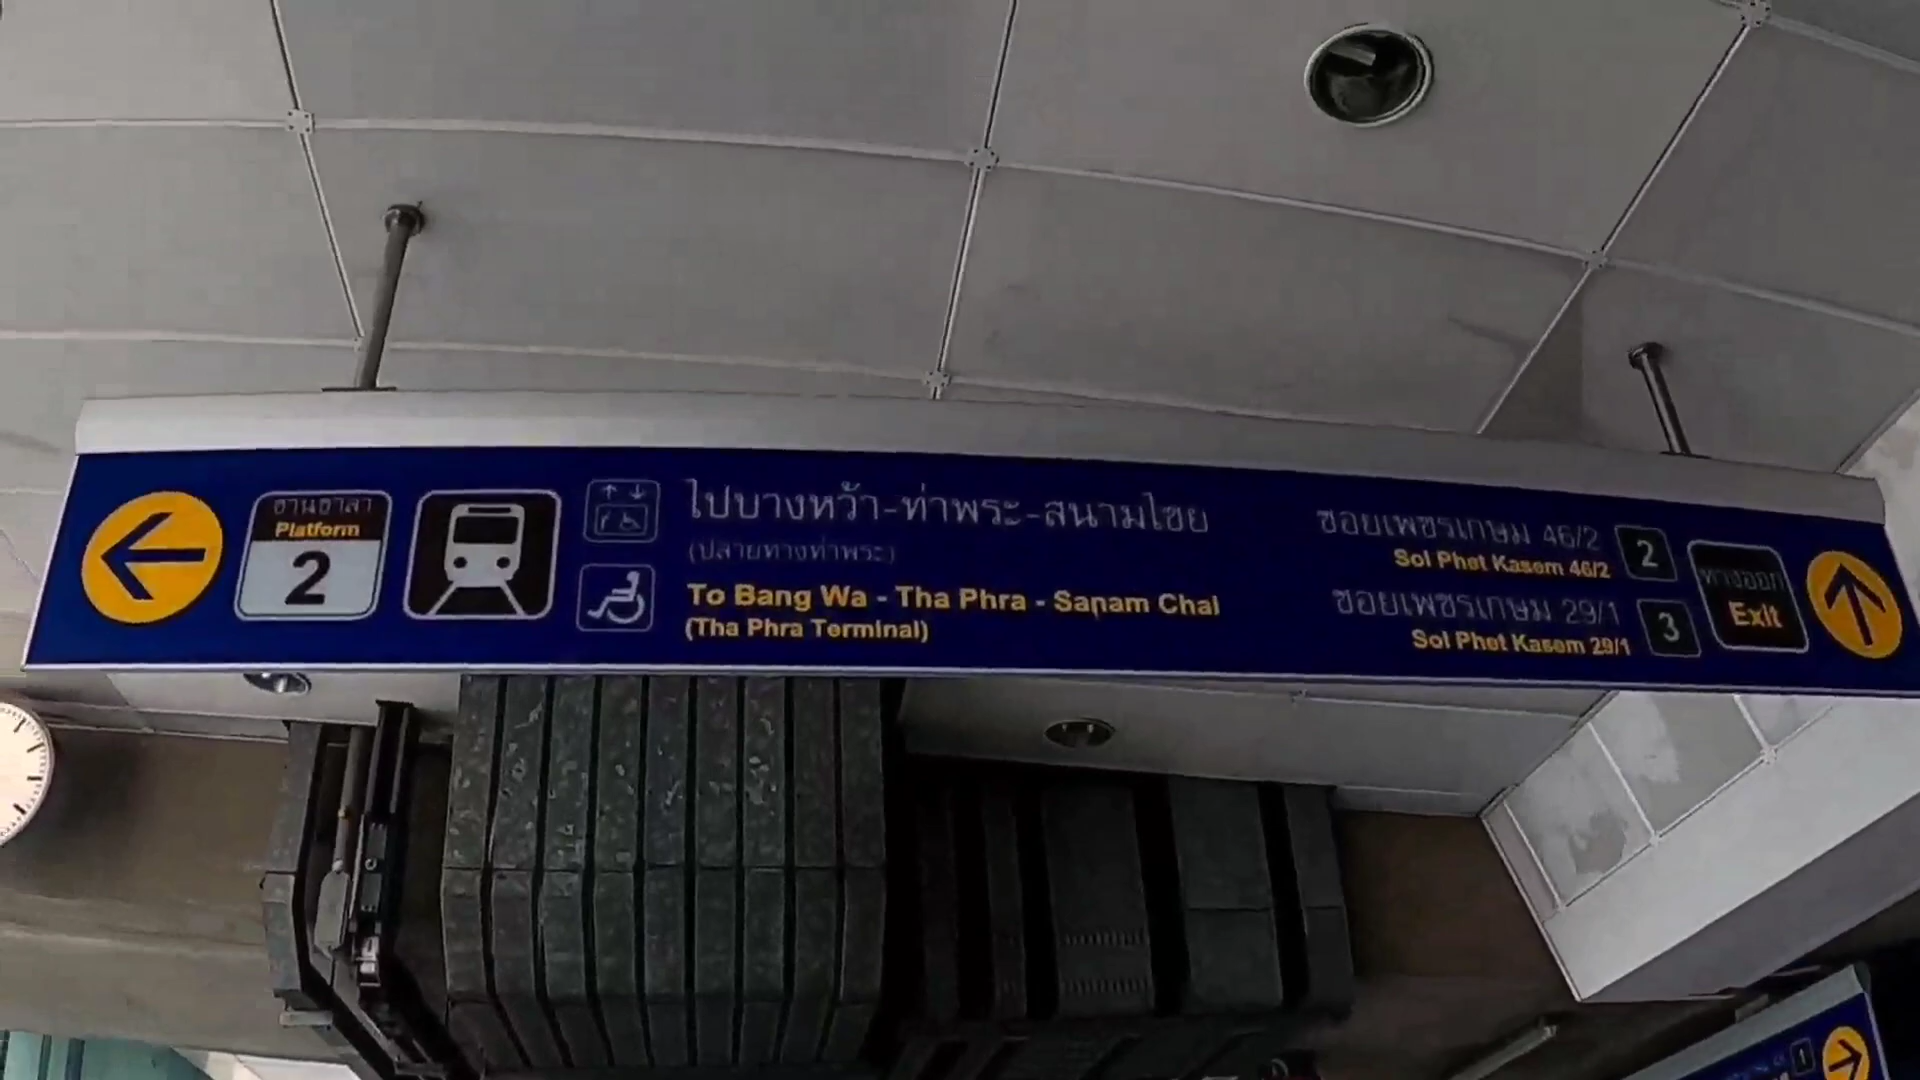 ชานชาลา
Platform
2
ไปบางหว้า-ท่าพระ-สนามไชย
(ปลายทางท่าพระ)
To Bang Wa - Tha Phra - Sanam Chai
(Tha Phra Terminal)
ซอยเพชรเกษม 46/2
Soi Phet Kasem 46/2
2
ซอยเพชรเกษม 29/1
Soi Phet Kasem 29/1
3
ทางออก
Exit
1